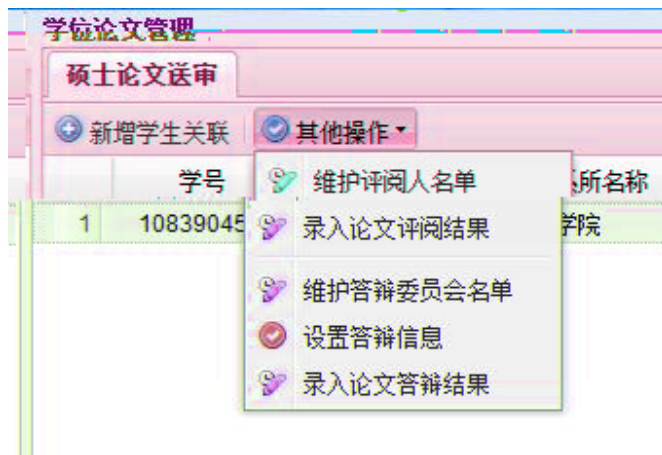 学位论文管理
硕士论文送审
新增学生关联 其他操作
学号 所名称
维护评阅人名单
1 10839045 学院
录入论文评阅结果
维护答辩委员会名单
设置答辩信息
录入论文答辩结果